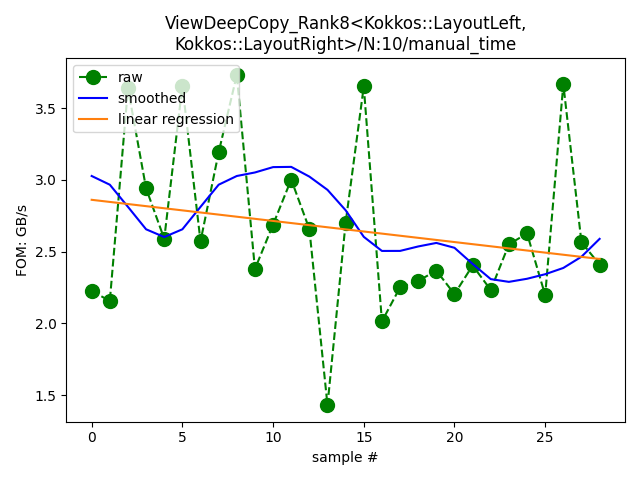 ViewDeepCopy_Rank8<Kokkos::LayoutLeft,
Kokkos::LayoutRight>/N:10/manual_time
raw
smoothed
linear regression
FOM: GB/s
3.5
3.0
2.5
2.0
1.5
0 5 10 15 20 25
sample #